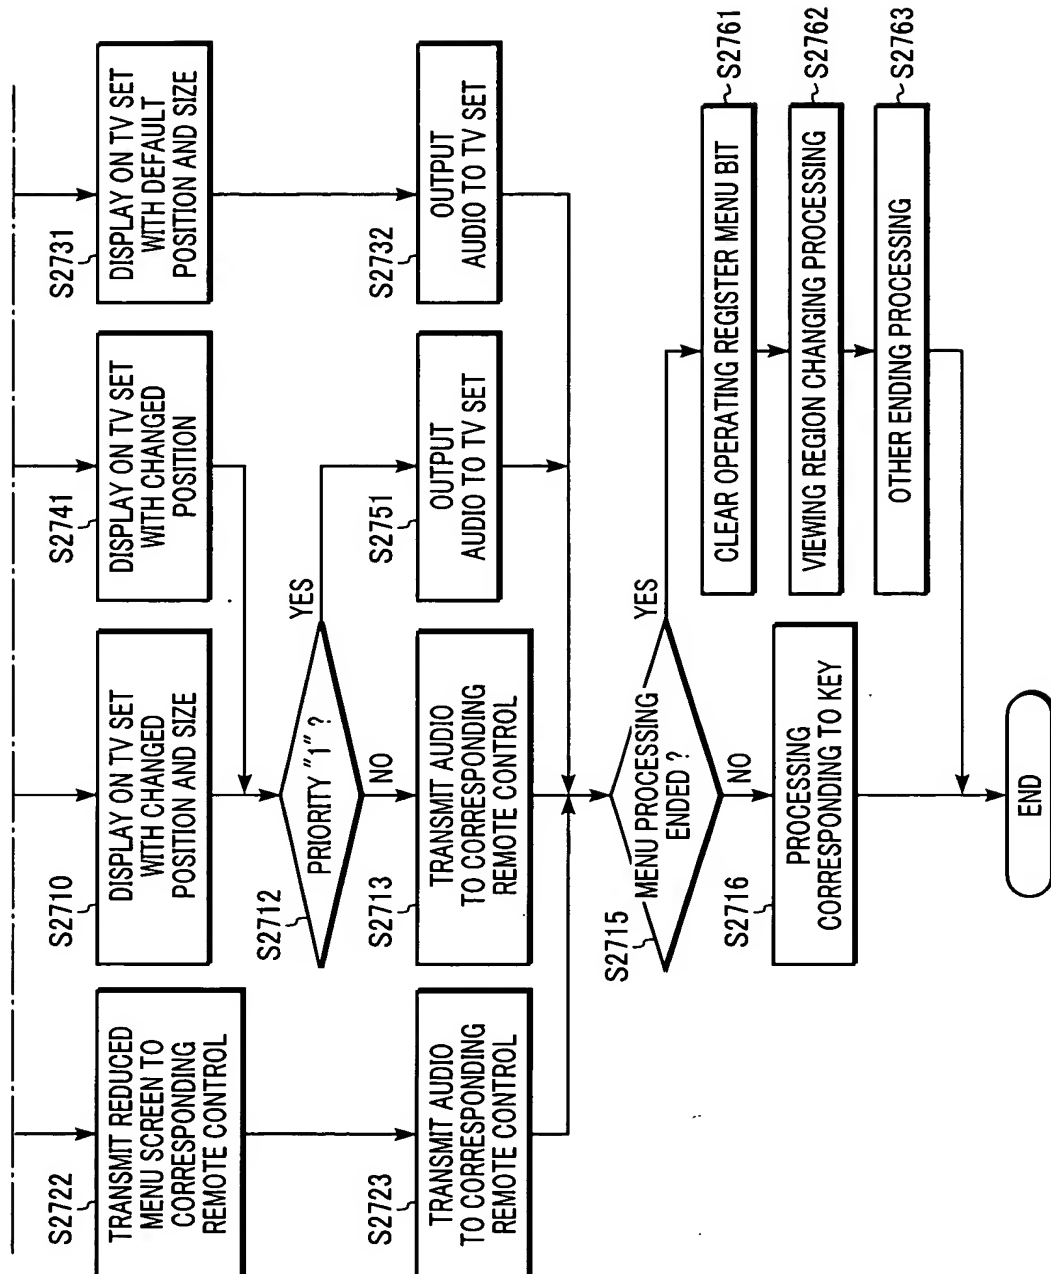 S2722
TRANSMIT REDUCED
MENU SCREEN TO
CORRESPONDING
REMOTE CONTROL
S2710
DISPLAY ON TV SET
WITH CHANGED
POSITION AND SIZE
S2741
DISPLAY ON TV SET
WITH CHANGED
POSITION
S2731
DISPLAY ON TV SET
WITH DEFAULT
POSITION AND SIZE
S2712
PRIORITY "1" ?
YES
NO
S2723
TRANSMIT AUDIO
TO CORRESPONDING
REMOTE CONTROL
S2713
TRANSMIT AUDIO
TO CORRESPONDING
REMOTE CONTROL
S2751
OUTPUT
AUDIO TO TV SET
S2732
OUTPUT
AUDIO TO TV SET
S2715
MENU PROCESSING
ENDED ?
YES
NO
S2716
PROCESSING
CORRESPONDING TO KEY
CLEAR OPERATING REGISTER MENU BIT
S2761
VIEWING REGION CHANGING PROCESSING
S2762
OTHER ENDING PROCESSING
S2763
END